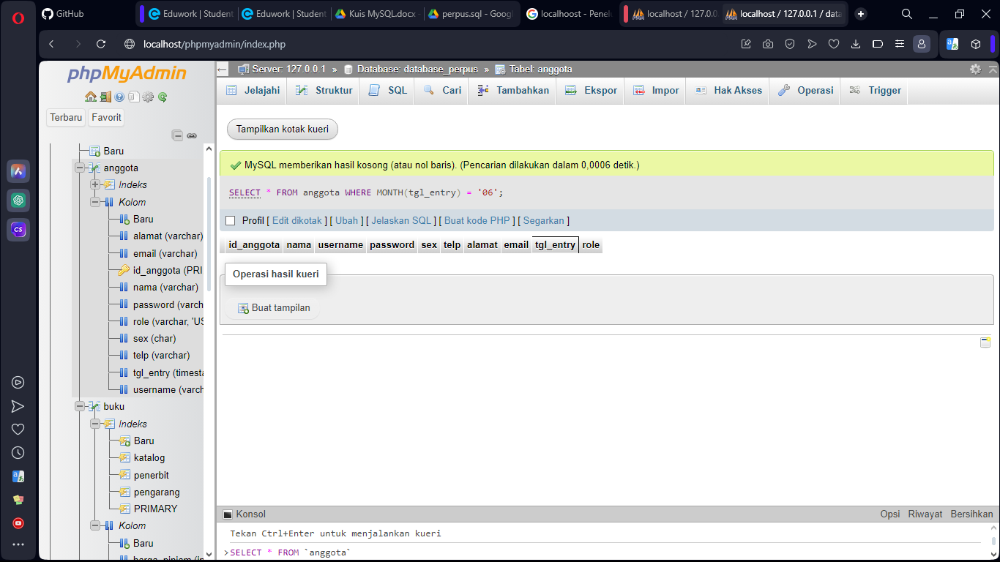 GitHub
Eduwork | Student
Eduwork | Student
Kuis MySQL.docx -
perpus.sql - Googl
localhoost - Penelu
localhost / 127.0.0
localhost / 127.0.0.1 / data
localhost/phpmyadmin/index.php
phpMyAdmin
Terbaru
Favorit
Baru
anggota
Indeks
Kolom
Baru
alamat (varchar)
email (varchar)
id_anggota (PRI
nama (varchar)
password (varch
role (varchar, 'US
sex (char)
telp (varchar)
tgl_entry (timesta
username (varch
buku
Indeks
Baru
katalog
penerbit
pengarang
PRIMARY
Kolom
Baru
harga_pinjam (in
Server: 127.0.0.1 » Database: database_perpus » Tabel: anggota
Jelajahi Struktur SQL Cari Tambahkan Ekspor Impor Hak Akses Operasi Trigger
Tampilkan kotak kueri
MySQL memberikan hasil kosong (atau nol baris). (Pencarian dilakukan dalam 0,0006 detik.)
SELECT * FROM anggota WHERE MONTH(tgl_entry) = '06';
Profil [ Edit dikotak ] [ Ubah ] [ Jelaskan SQL ] [ Buat kode PHP ] [ Segarkan ]
id_anggota nama username password sex telp alamat email tgl_entry role
Operasi hasil kueri
Buat tampilan
Konsol
Opsi Riwayat Bersihkan
Tekan Ctrl+Enter untuk menjalankan kueri
>SELECT * FROM `anggota`